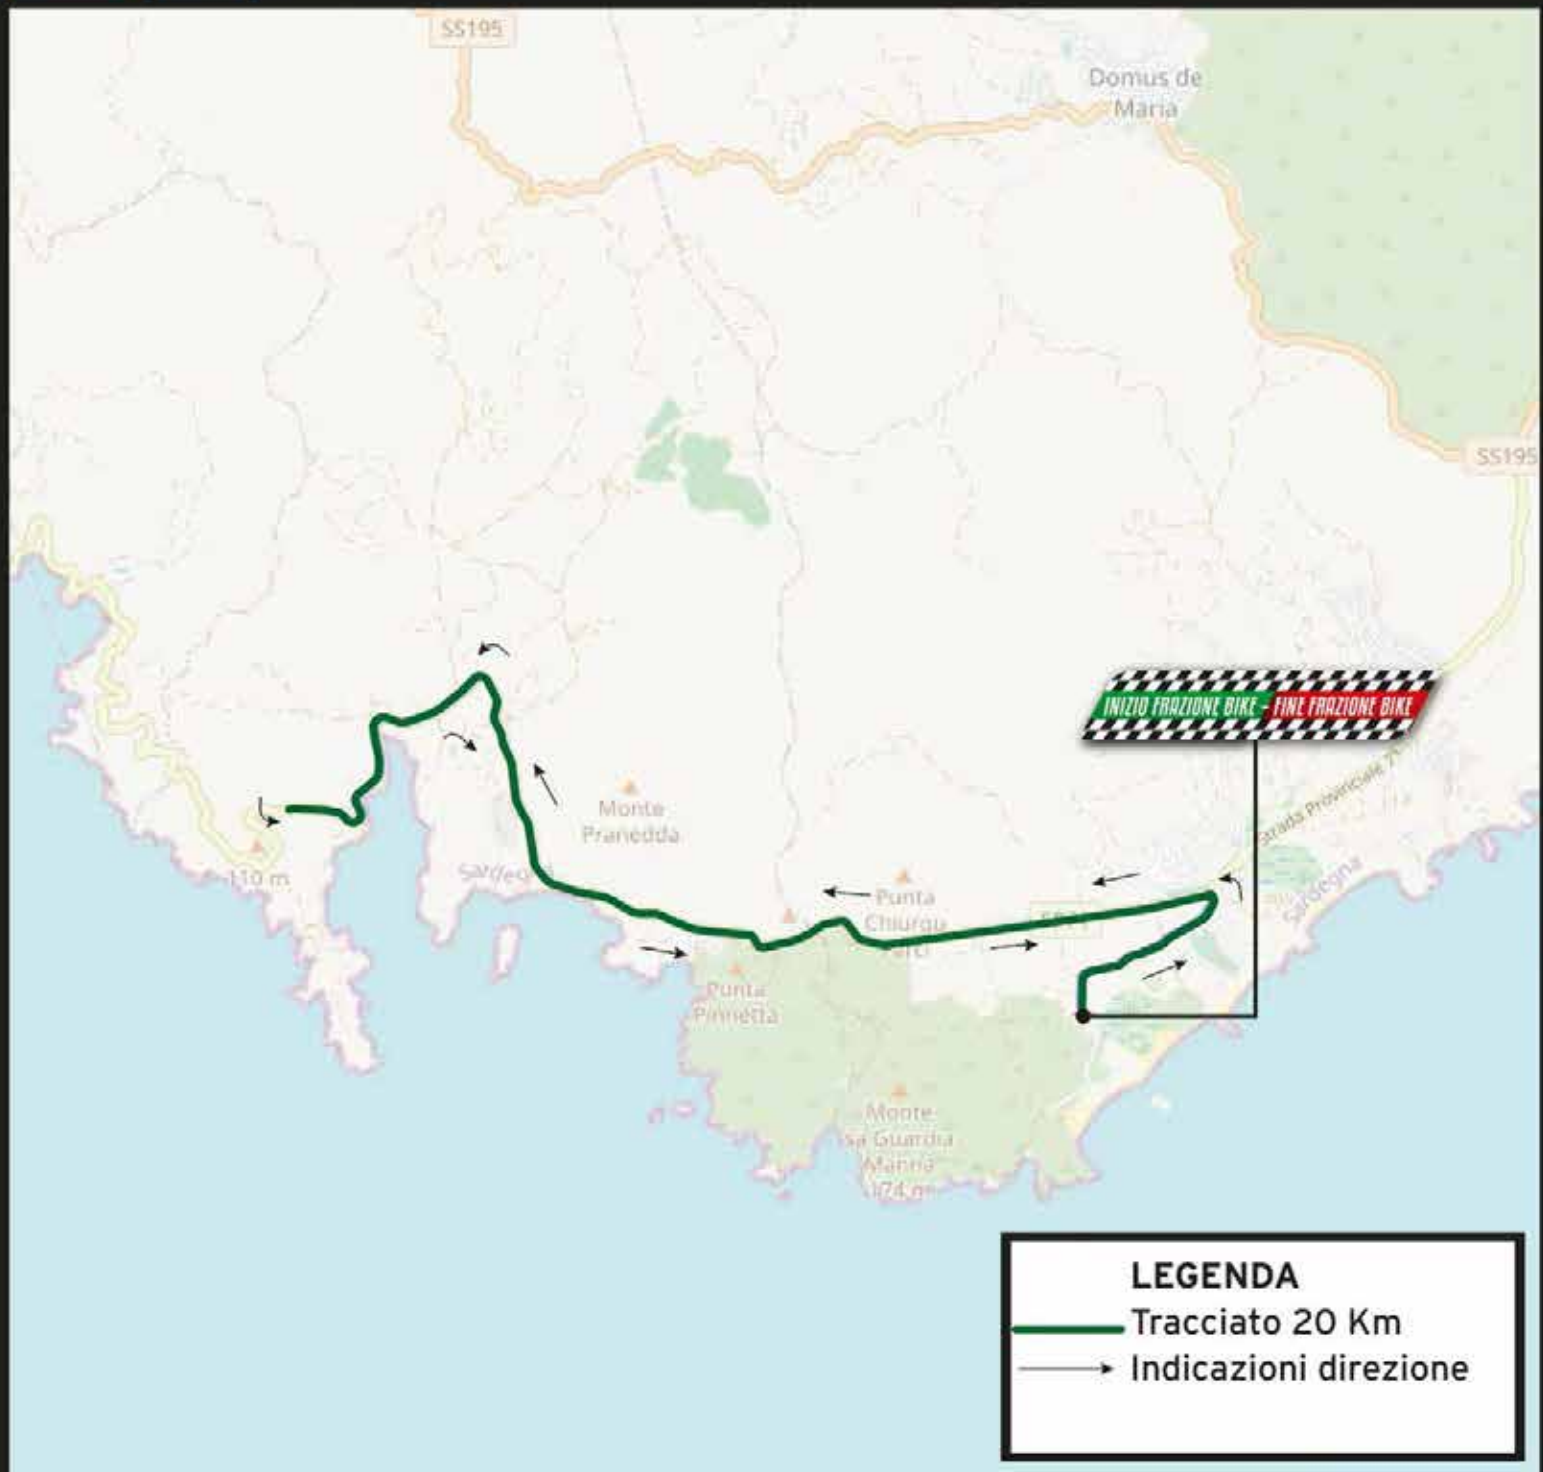 SS195
Domus de
Maria
SS195
INIZIO FRAZIONE BIKE - FINE FRAZIONE BIKE
Monte
Pranedda
Strada Provinciale 71
110 m
Punta
Chiurgu
Sardegna
Punta
Pinnetta
Monte
sa Guardia
Manna
LEGENDA
Tracciato 20 Km
Indicazioni direzione